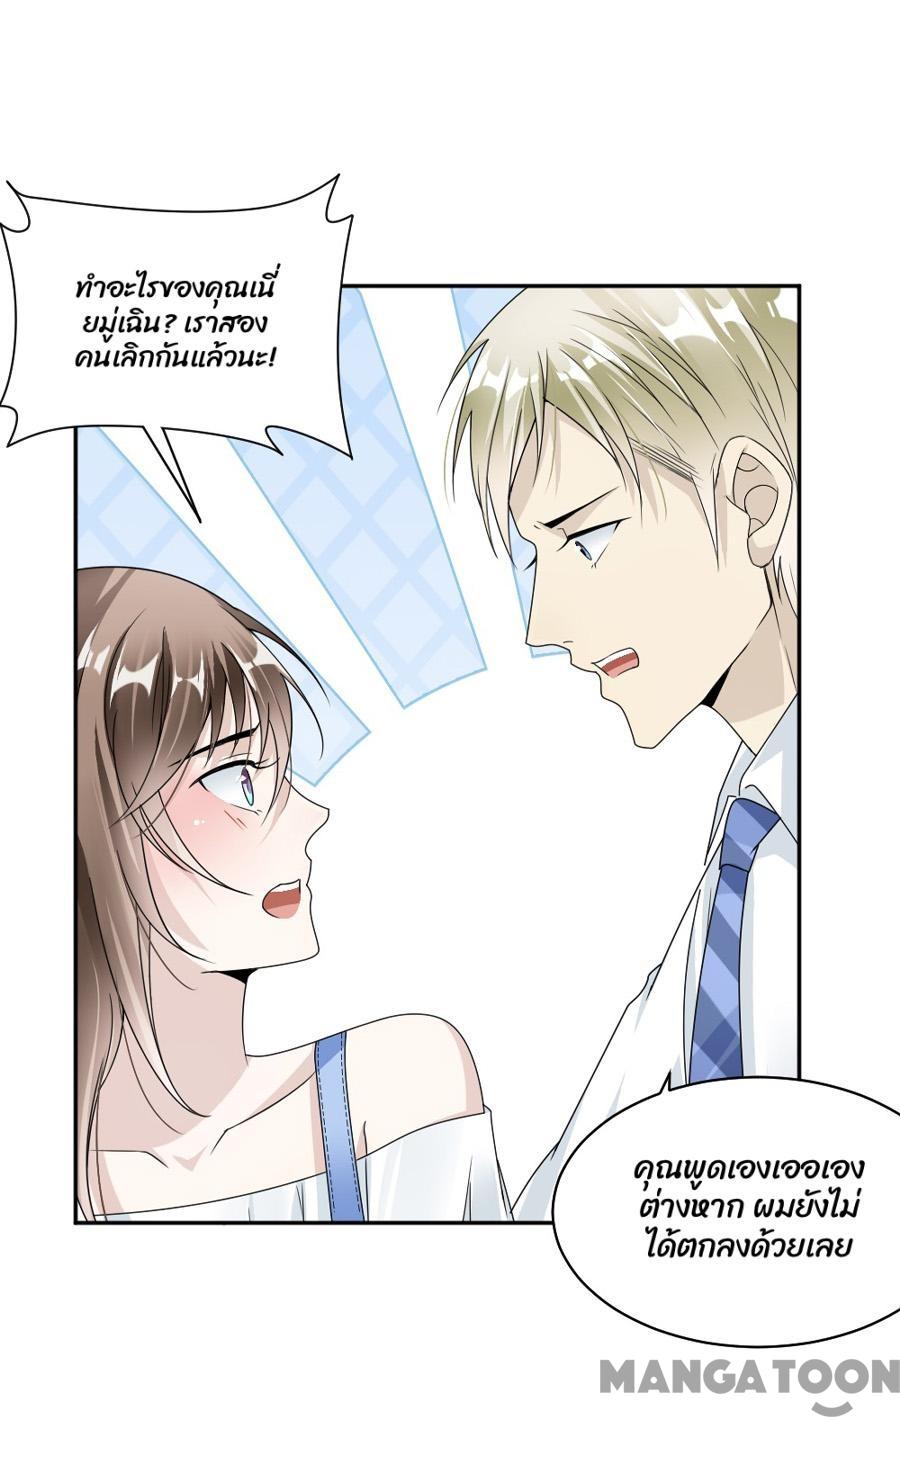 ทำอะไรของคุณเนี่
ยมู่เฉิน? เราสอง
คนเลิกกันแล้วนะ!
คุณพูดเองเออเอง
ต่างหาก ผมยังไม่
ได้ตกลงด้วยเลย
MANGATOON